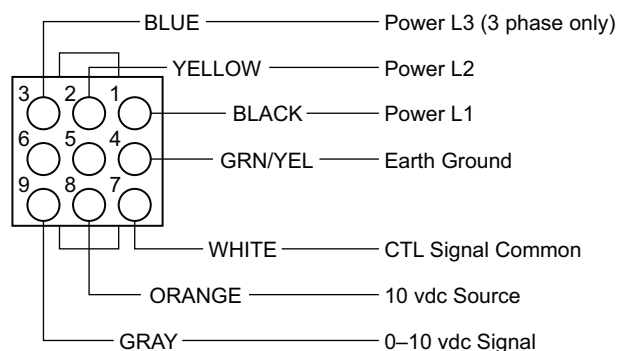 BLUE Power L3 (3 phase only)
YELLOW Power L2
3 2 1
BLACK Power L1
6 5 4
GRN/YEL Earth Ground
9 8 7
WHITE CTL Signal Common
ORANGE 10 vdc Source
GRAY 0–10 vdc Signal